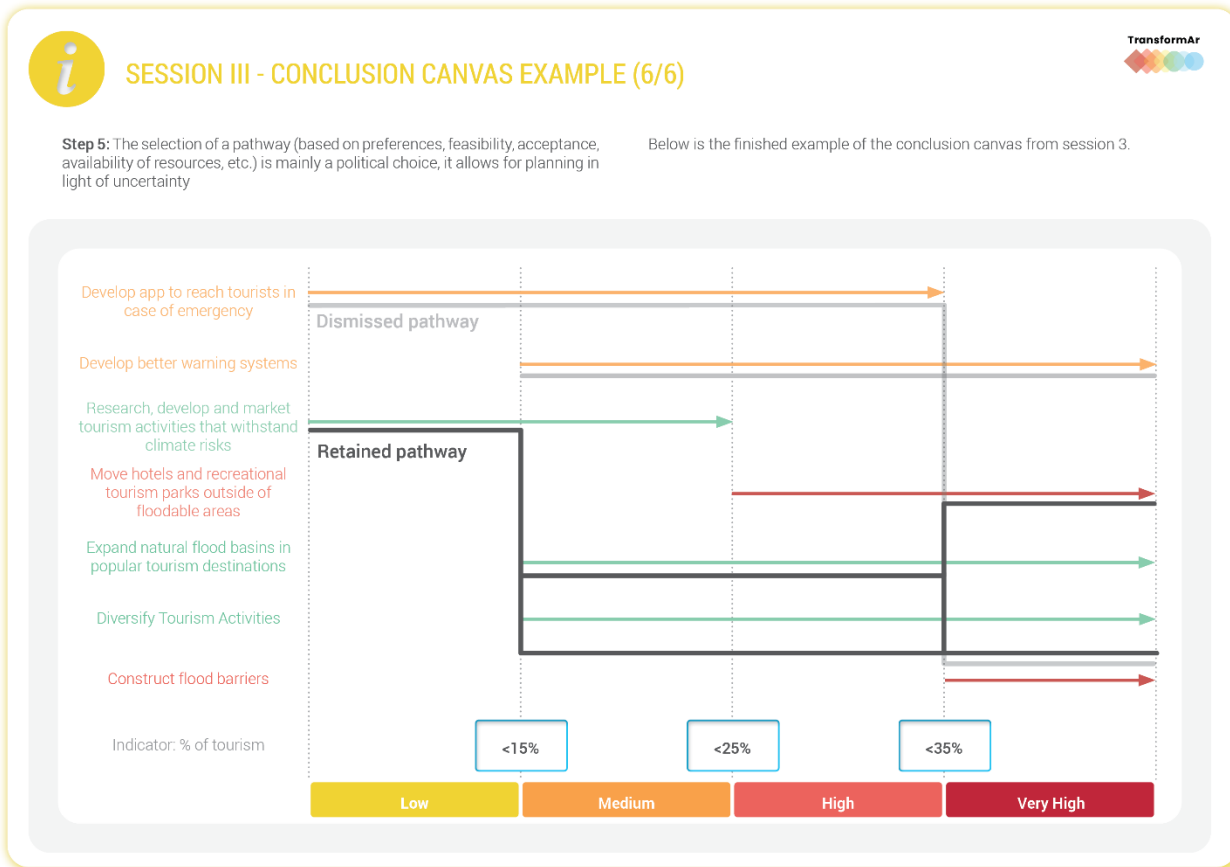 TransformAr
i
SESSION III - CONCLUSION CANVAS EXAMPLE (6/6)
Step 5: The selection of a pathway (based on preferences, feasibility, acceptance,
availability of resources, etc.) is mainly a political choice, it allows for planning in
light of uncertainty
Below is the finished example of the conclusion canvas from session 3.
Develop app to reach tourists in
case of emergency
Dismissed pathway
Develop better warning systems
Research, develop and market
tourism activities that withstand
climate risks
Retained pathway
Move hotels and recreational
tourism parks outside of
floodable areas
Expand natural flood basins in
popular tourism destinations
Diversify Tourism Activities
Construct flood barriers
Indicator: % of tourism
<15%
<25%
<35%
Low
Medium
High
Very High